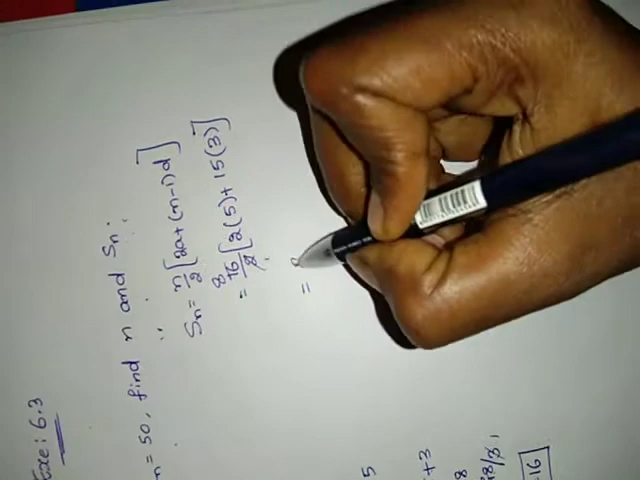 Exe: 6.3
n = 50, find n and Sn.
Sn = n/2 [2a + (n-1)d]
= 8 16/2 [2(5) + 15(3)]
=
5
+3
8
16